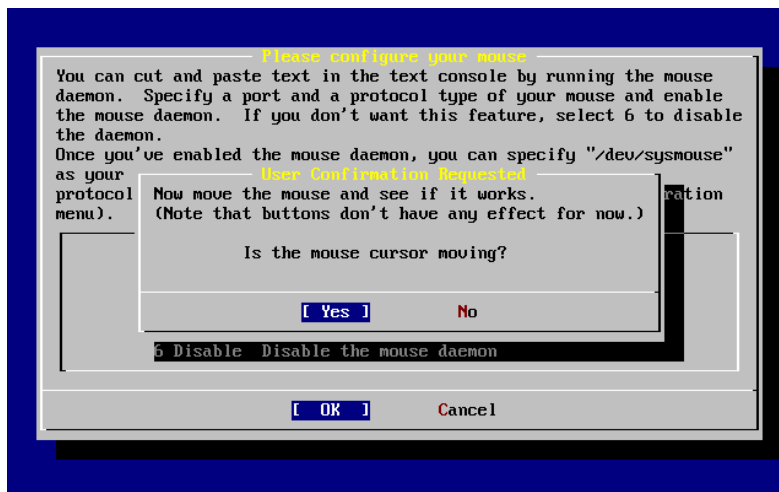 Please configure your mouse
You can cut and paste text in the text console by running the mouse
daemon.  Specify a port and a protocol type of your mouse and enable
the mouse daemon.  If you don't want this feature, select 6 to disable
the daemon.
Once you've enabled the mouse daemon, you can specify "/dev/sysmouse"
as your
User Confirmation Requested
protocol
ration
menu).
Now move the mouse and see if it works.
(Note that buttons don't have any effect for now.)
Is the mouse cursor moving?
[ Yes ]       No
6 Disable  Disable the mouse daemon
[  OK  ]      Cancel